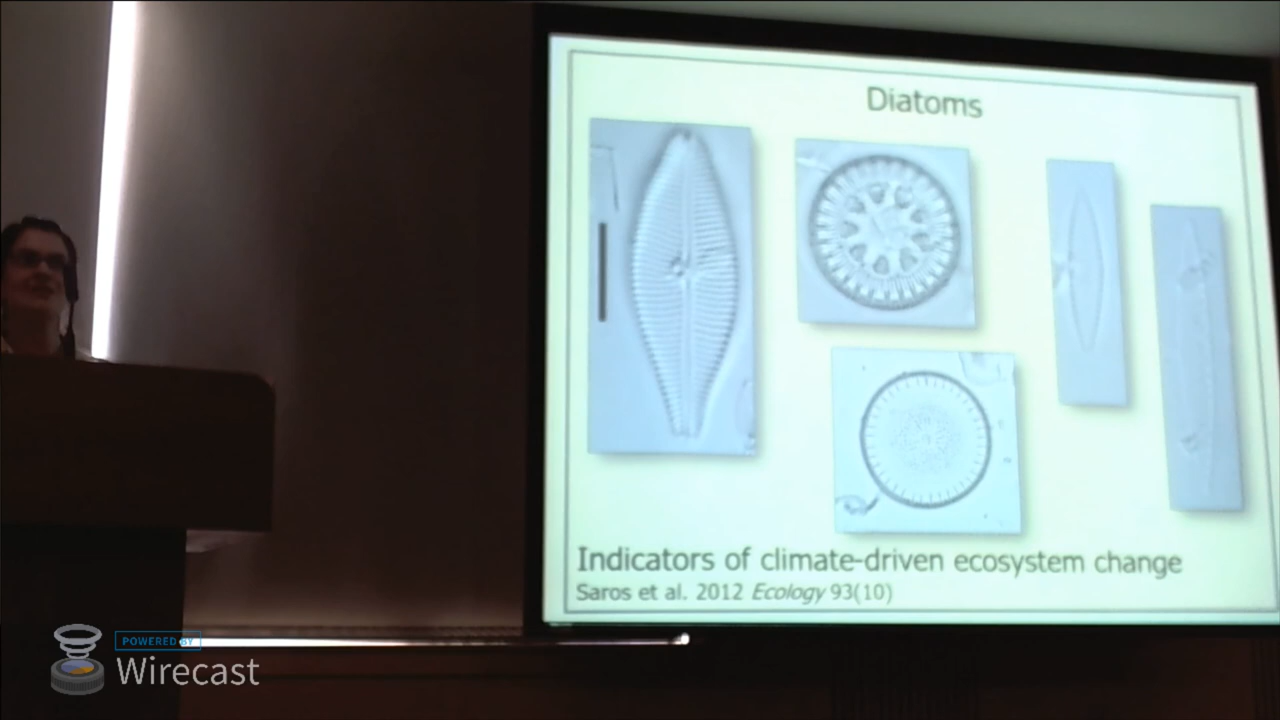 Diatoms
Indicators of climate-driven ecosystem change
Saros et al. 2012 Ecology 93(10)
POWERED BY
Wirecast